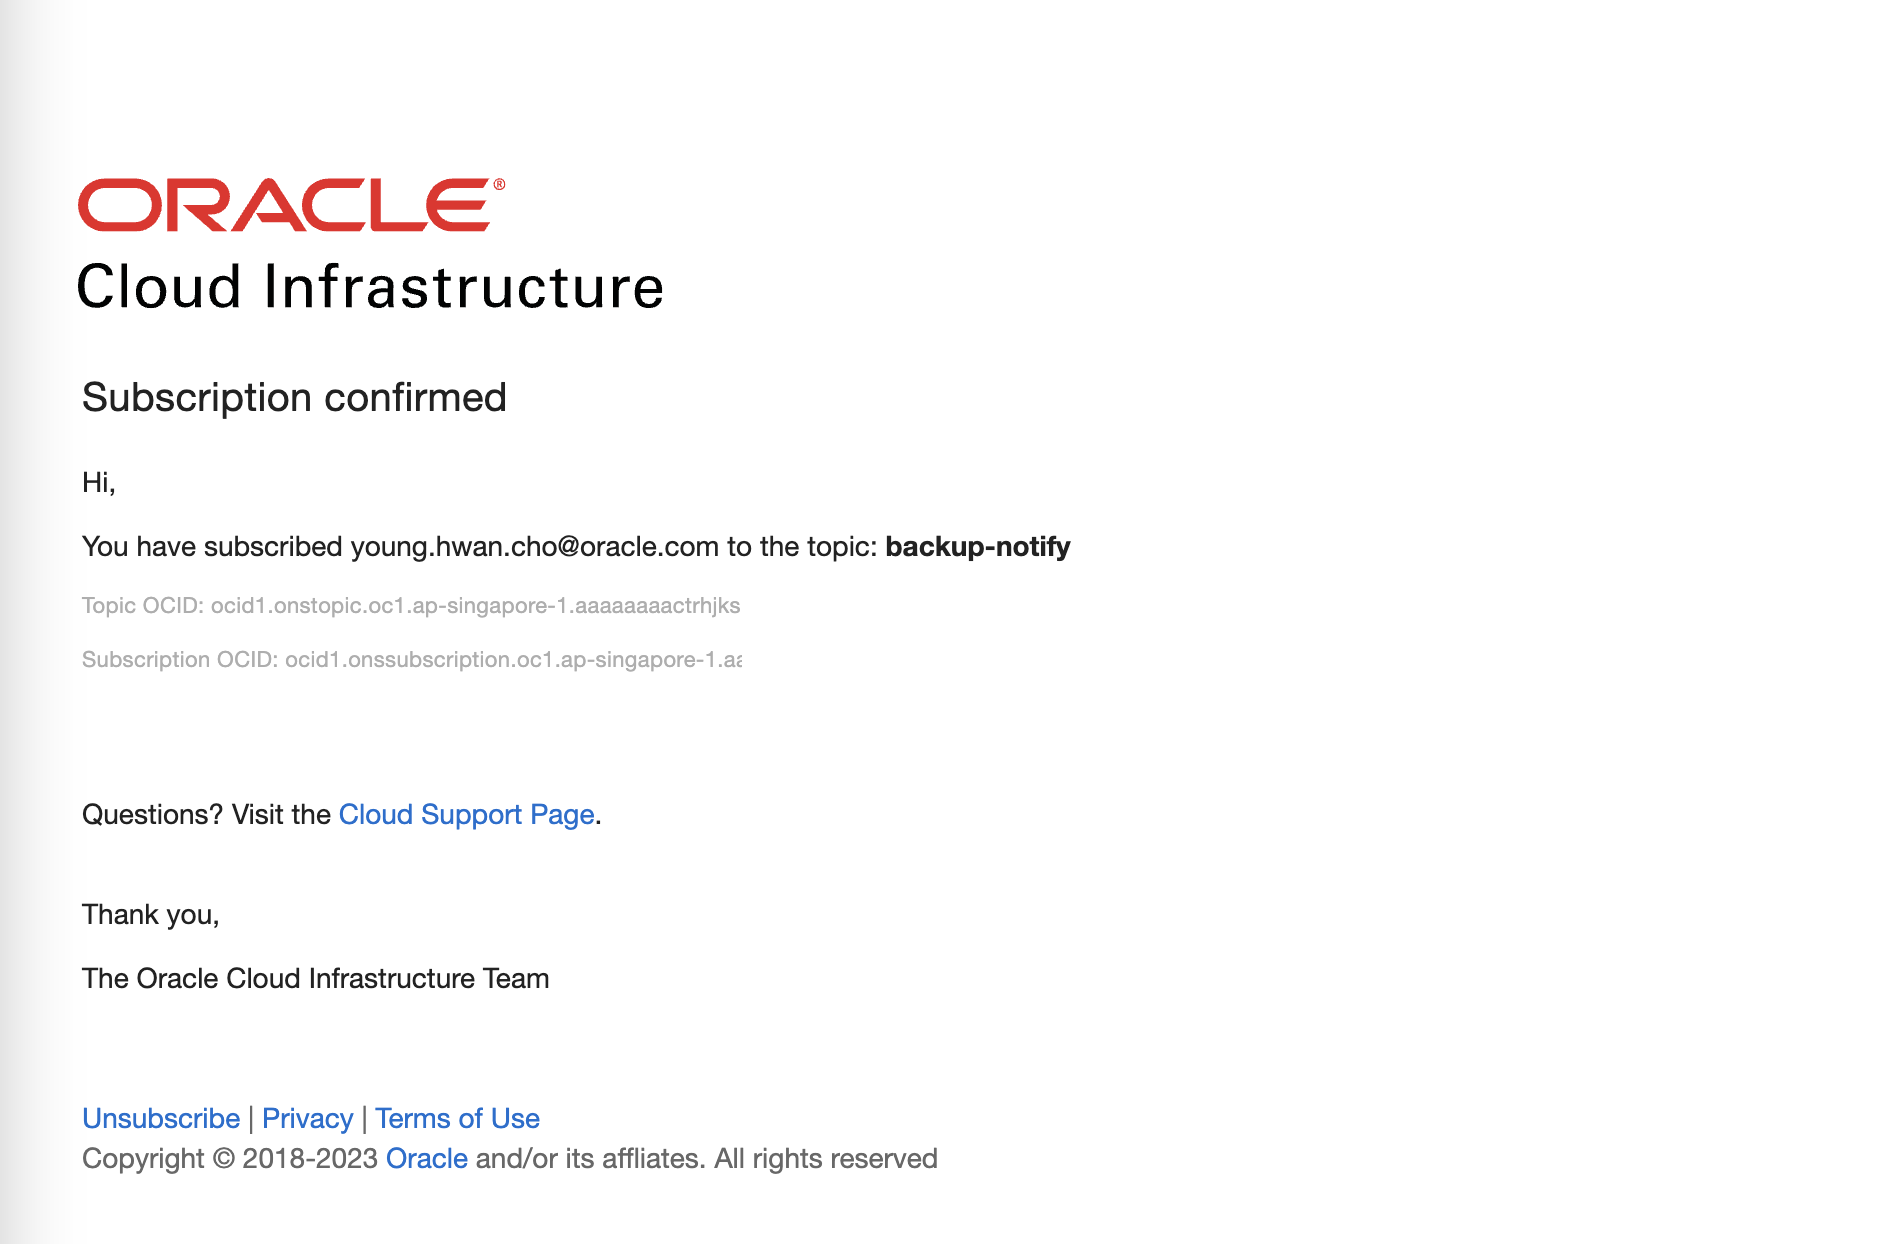 ORACLE®
Cloud Infrastructure
Subscription confirmed
Hi,
You have subscribed young.hwan.cho@oracle.com to the topic: backup-notify
Topic OCID: ocid1.onstopic.oc1.ap-singapore-1.aaaaaaaactrhjks
Subscription OCID: ocid1.onssubscription.oc1.ap-singapore-1.aa
Questions? Visit the Cloud Support Page.
Thank you,
The Oracle Cloud Infrastructure Team
Unsubscribe | Privacy | Terms of Use
Copyright © 2018-2023 Oracle and/or its affliates. All rights reserved